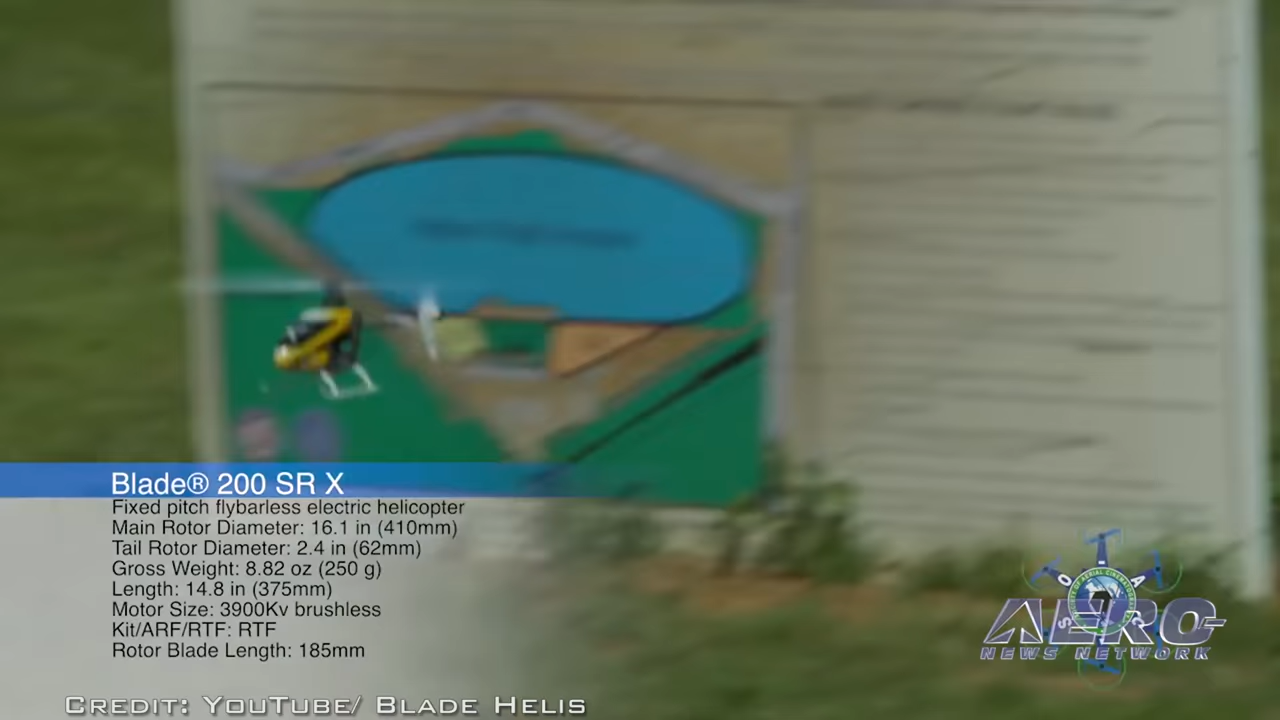 Blade® 200 SR X
Fixed pitch flybarless electric helicopter
Main Rotor Diameter: 16.1 in (410mm)
Tail Rotor Diameter: 2.4 in (62mm)
Gross Weight: 8.82 oz (250 g)
Length: 14.8 in (375mm)
Motor Size: 3900Kv brushless
Kit/ARF/RTF: RTF
Rotor Blade Length: 185mm
AERO-
NEWS NETWORK
Credit: YouTube/ Blade Helis